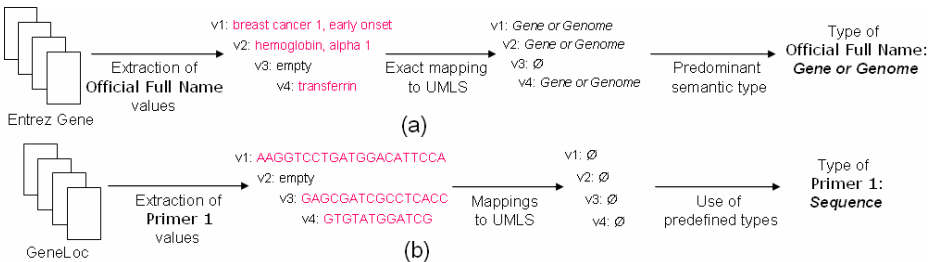 v1: breast cancer 1, early onset
v2: hemoglobin, alpha 1
v3: empty
v4: transferrin
v1: Gene or Genome
v2: Gene or Genome
v3: Ø
v4: Gene or Genome
Type of
Official Full Name:
Gene or Genome
Extraction of
Official Full Name
values
Exact mapping
to UMLS
Predominant
semantic type
Entrez Gene
(a)
v1: AAGGTCCTGATGGACATTCCA
v2: empty
v3: GAGCGATCGCCTCACC
v4: GTGTATGGATCG
v1: Ø
v2: Ø
v3: Ø
v4: Ø
Type of
Primer 1:
Sequence
Extraction of
Primer 1
values
Mappings
to UMLS
Use of
predefined types
GeneLoc
(b)